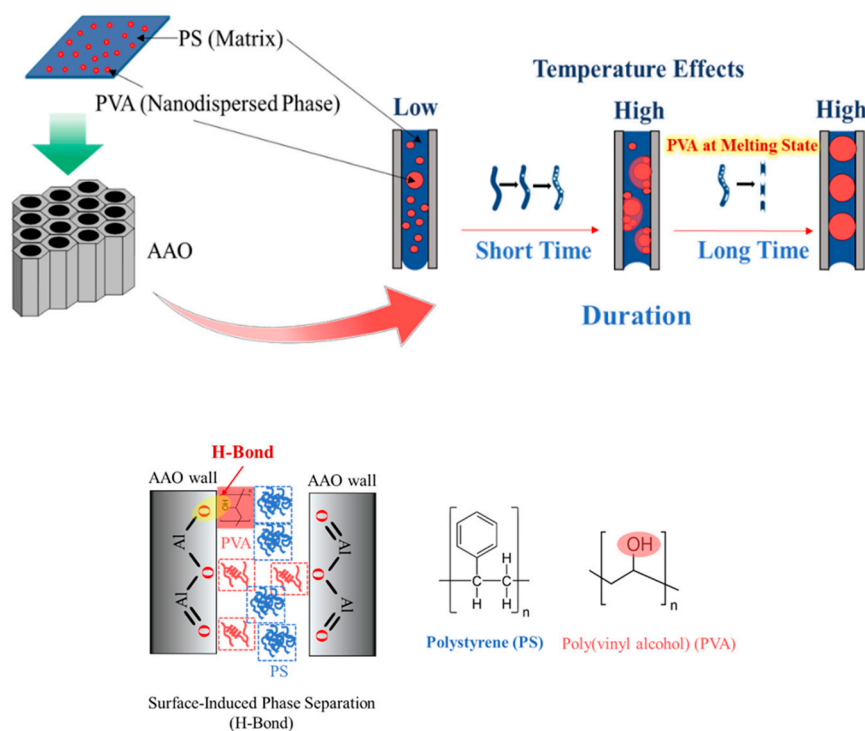 PS (Matrix)
PVA (Nanodispersed Phase)
AAO
Temperature Effects
Low
High
High
PVA at Melting State
Short Time
Long Time
Duration
H-Bond
AAO wall
AAO wall
O
HO
n
O
Al
Al
PVA
O
O
Al
Al
O
O
PS
Surface-Induced Phase Separation
(H-Bond)
H
C
C
H
H
n
Polystyrene (PS)
OH
n
Poly(vinyl alcohol) (PVA)